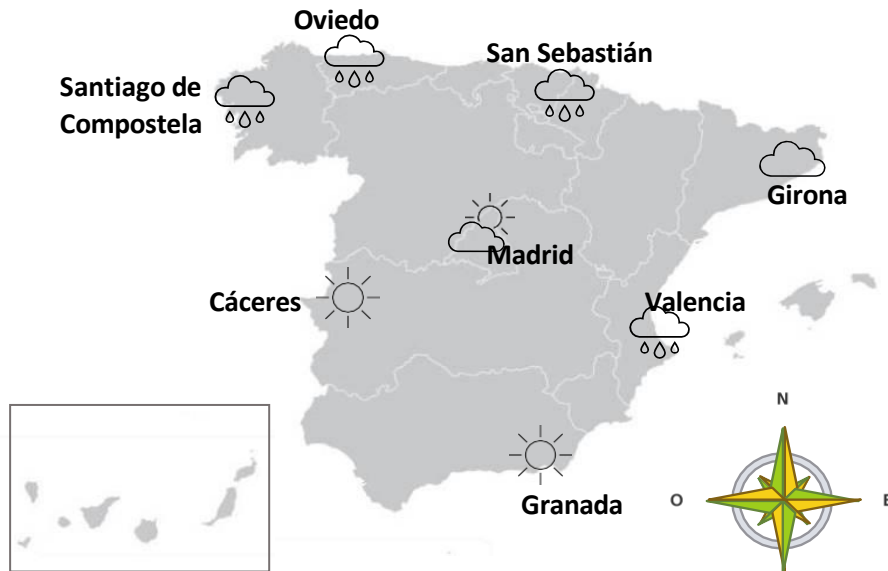 Oviedo
San Sebastián
Santiago de
Compostela
Girona
Madrid
Cáceres
Valencia
N
O
E
Granada